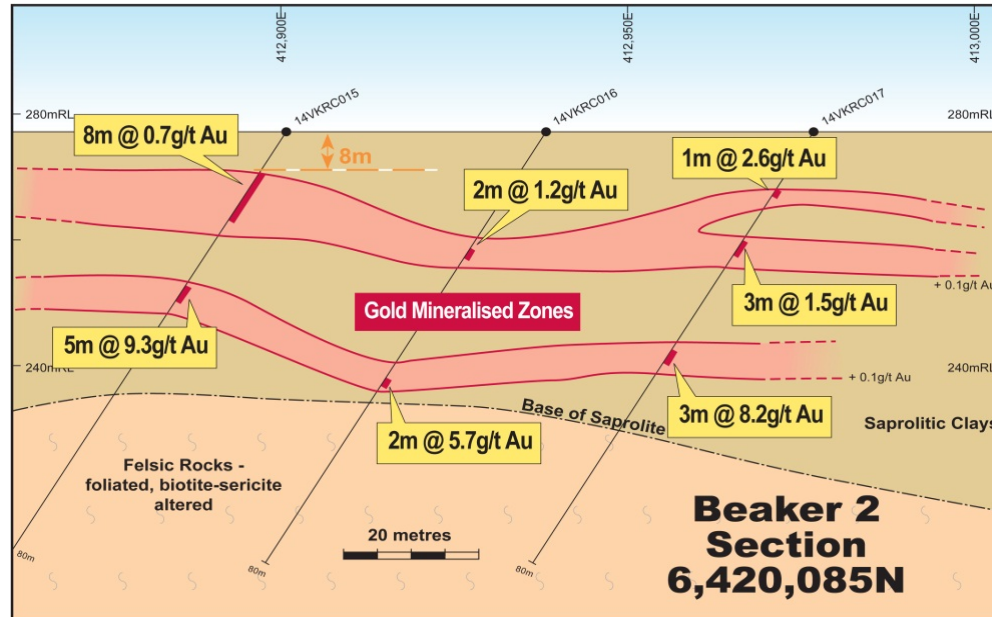 412,900E
412,950E
413,000E
280mRL
14VKRC015
14VKRC016
14VKRC017
280mRL
8m @ 0.7g/t Au
8m
2m @ 1.2g/t Au
1m @ 2.6g/t Au
Gold Mineralised Zones
3m @ 1.5g/t Au
+ 0.1g/t Au
5m @ 9.3g/t Au
240mRL
240mRL
+ 0.1g/t Au
2m @ 5.7g/t Au
Base of Saprolite
3m @ 8.2g/t Au
Saprolitic Clays
Felsic Rocks -
foliated, biotite-sericite
altered
20 metres
80m
80m
80m
Beaker 2
Section
6,420,085N